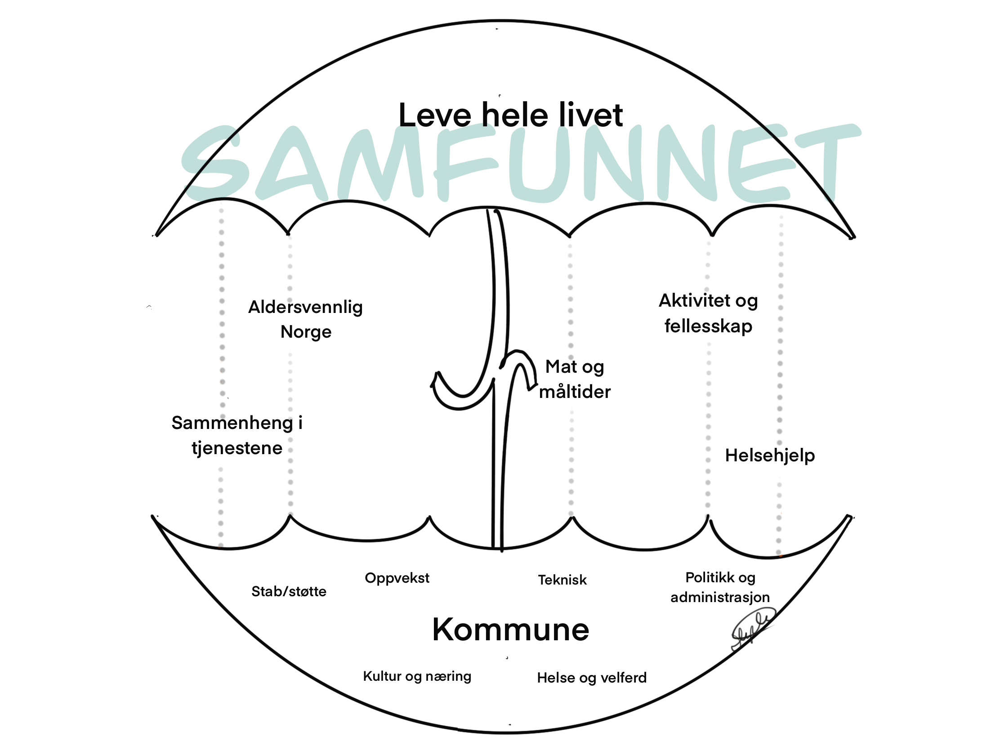 Leve hele livet
SAMFUNNET
Aldersvennlig
Norge
Aktivitet og
fellesskap
Mat og
måltider
Sammenheng i
tjenestene
Helsehjelp
Stab/støtte
Oppvekst
Teknisk
Politikk og
administrasjon
Kommune
Kultur og næring
Helse og velferd